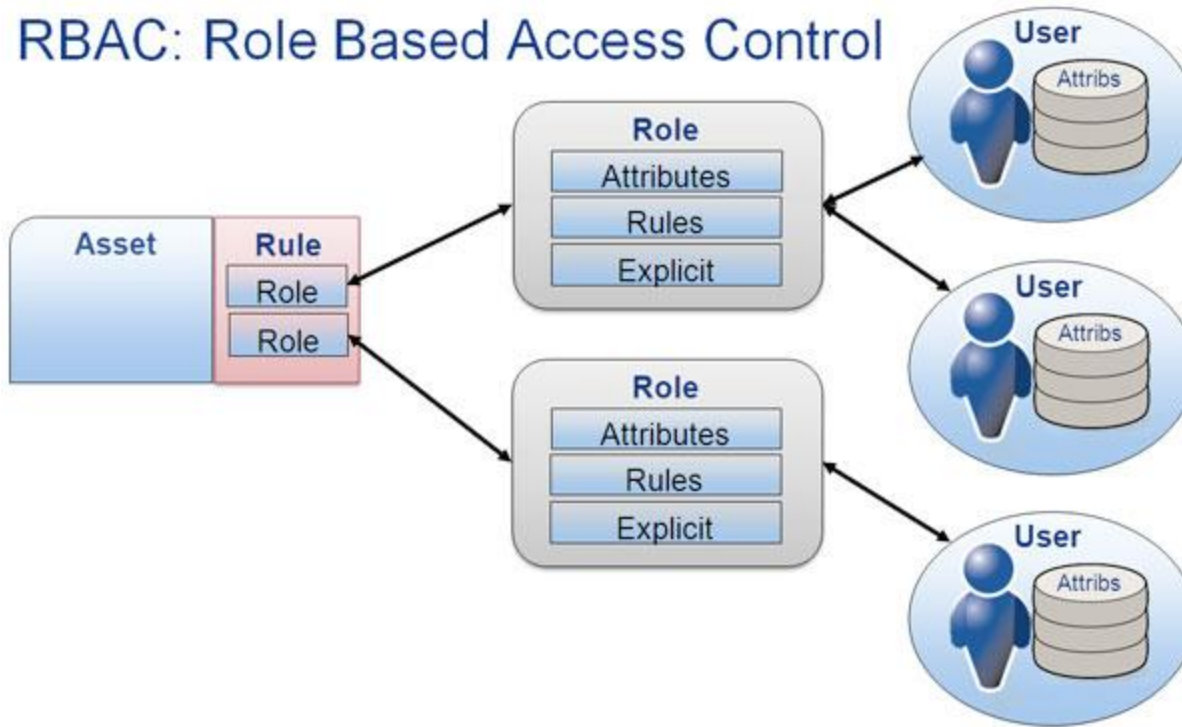 RBAC: Role Based Access Control
Asset
Rule
Role
Role
Role
Attributes
Rules
Explicit
Role
Attributes
Rules
Explicit
User
Attribs
User
Attribs
User
Attribs